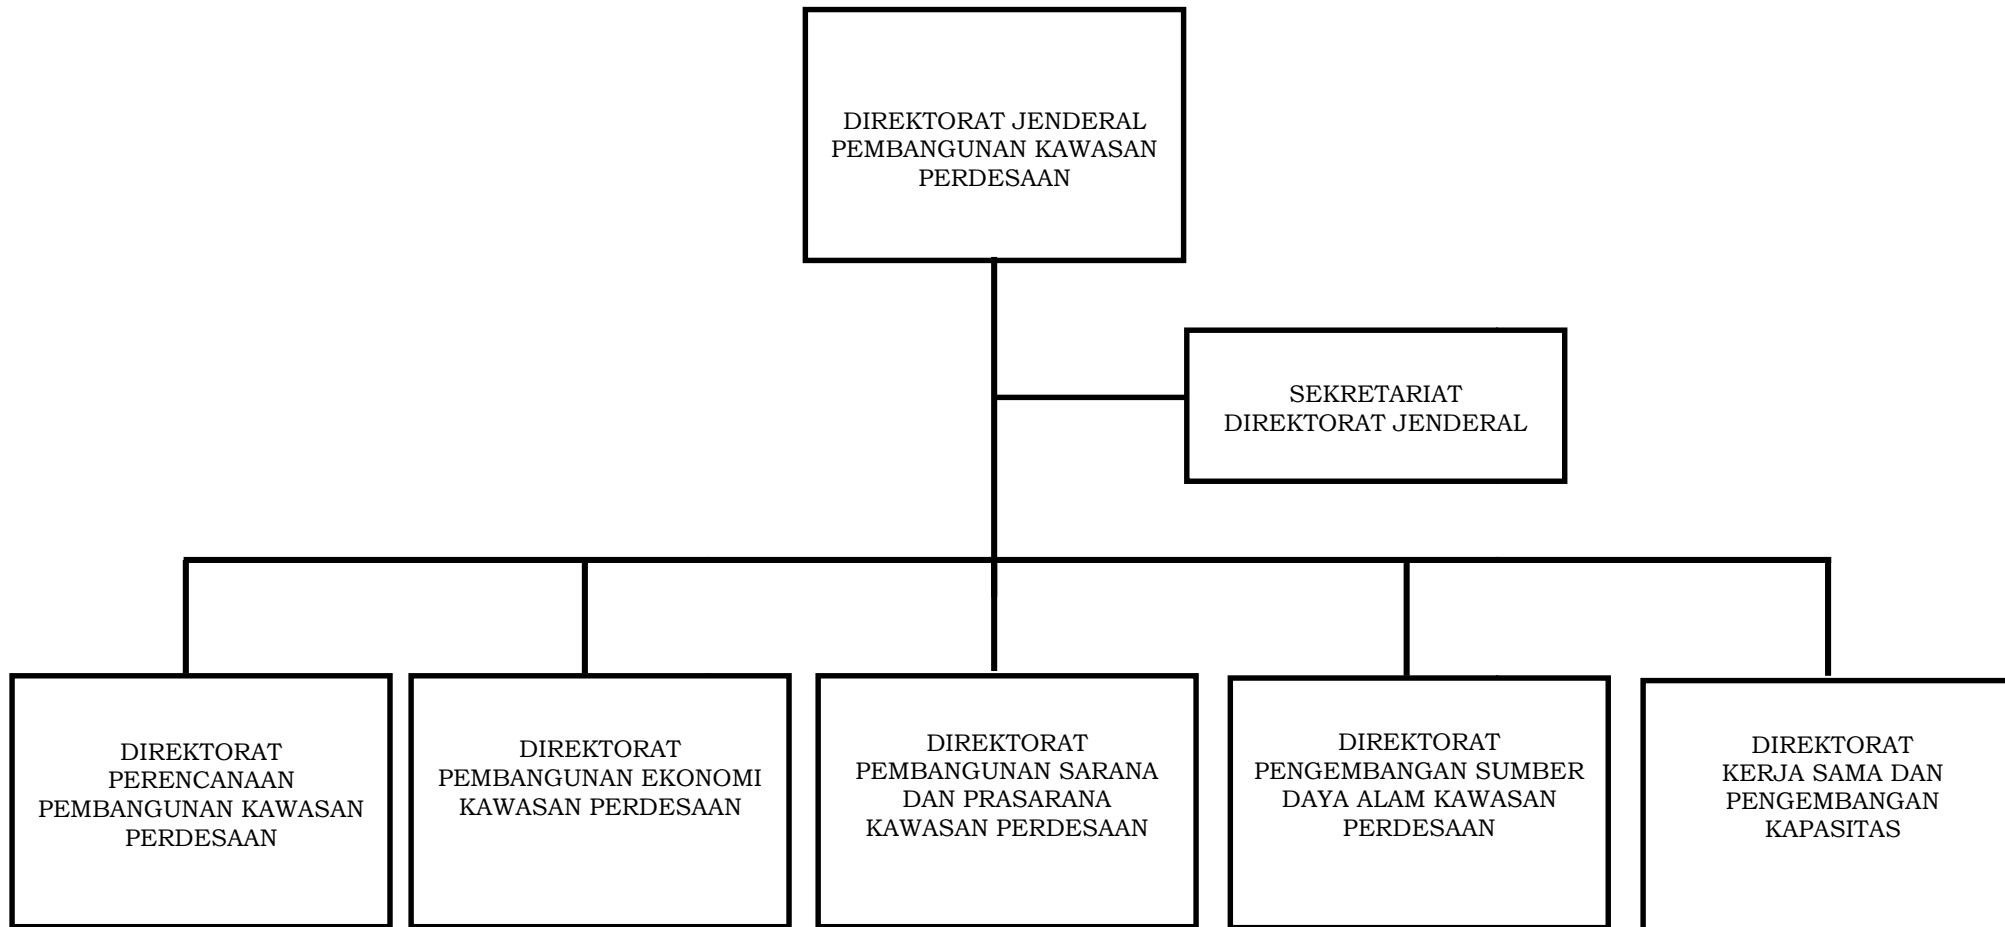 DIREKTORAT JENDERAL
PEMBANGUNAN KAWASAN
PERDESAAN
SEKRETARIAT
DIREKTORAT JENDERAL
DIREKTORAT
PERENCANAAN
PEMBANGUNAN KAWASAN
PERDESAAN
DIREKTORAT
PEMBANGUNAN EKONOMI
KAWASAN PERDESAAN
DIREKTORAT
PEMBANGUNAN SARANA
DAN PRASARANA
KAWASAN PERDESAAN
DIREKTORAT
PENGEMBANGAN SUMBER
DAYA ALAM KAWASAN
PERDESAAN
DIREKTORAT
KERJA SAMA DAN
PENGEMBANGAN
KAPASITAS